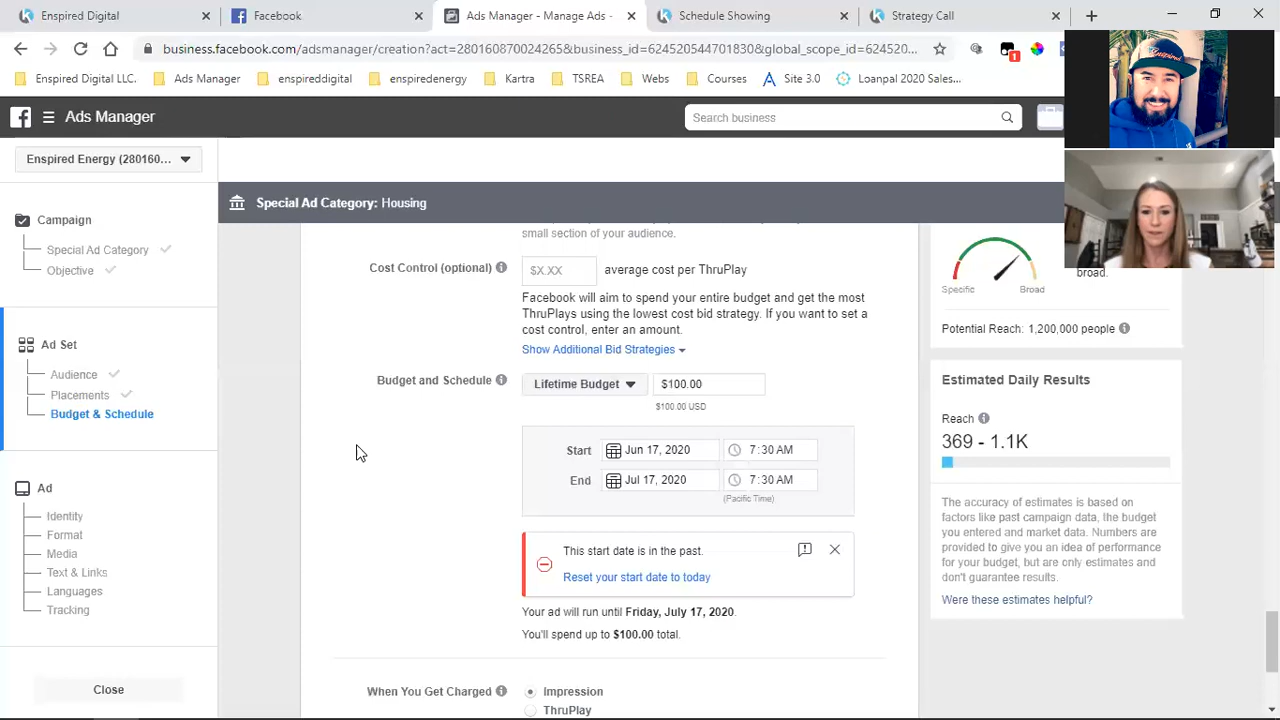 Enspired Digital
Facebook
Ads Manager - Manage Ads -
Schedule Showing
Strategy Call
business.facebook.com/adsmanager/creation?act=280160870024265&business_id=624520544701830&global_scope_id=62452...
1
Enspired Digital LLC.
Ads Manager
enspireddigital
enspiredenergy
Kartra
TSREA
Webs
Courses
Site 3.0
Loanpal 2020 Sales...
Ads Manager
Search business
Enspired Energy (280160...
Special Ad Category: Housing
Campaign
Special Ad Category
Objective
Ad Set
Audience
Placements
Budget & Schedule
Ad
Identity
Format
Media
Text & Links
Languages
Tracking
Close
small section of your audience.
Cost Control (optional)
$X.XX
average cost per ThruPlay
Facebook will aim to spend your entire budget and get the most
ThruPlays using the lowest cost bid strategy. If you want to set a
cost control, enter an amount.
Show Additional Bid Strategies
Budget and Schedule
Lifetime Budget
$100.00
$100.00 USD
Start
Jun 17, 2020
7:30 AM
End
Jul 17, 2020
7:30 AM
(Pacific Time)
This start date is in the past.
Reset your start date to today
Your ad will run until Friday, July 17, 2020.
You'll spend up to $100.00 total.
When You Get Charged
Impression
ThruPlay
broad.
Specific
Broad
Potential Reach: 1,200,000 people
Estimated Daily Results
Reach
369 - 1.1K
The accuracy of estimates is based on
factors like past campaign data, the budget
you entered and market data. Numbers are
provided to give you an idea of performance
for your budget, but are only estimates and
don't guarantee results.
Were these estimates helpful?